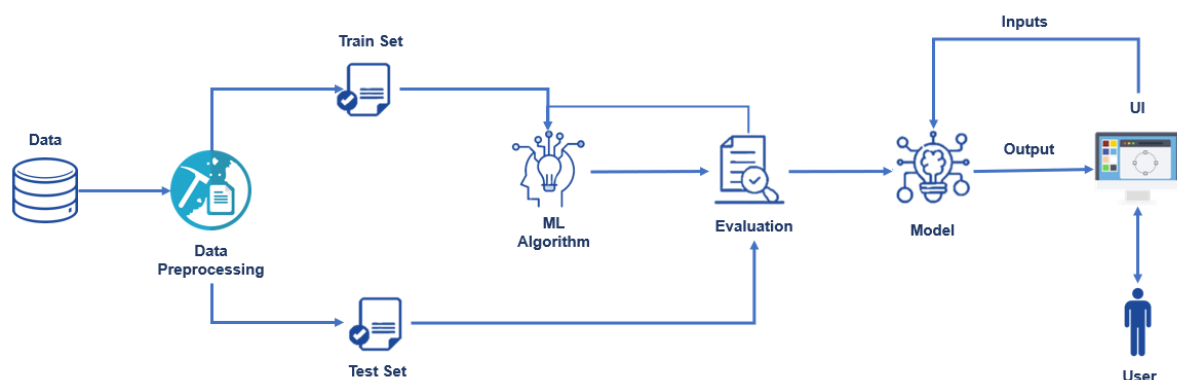 Inputs
Train Set
UI
Data
Output
ML
Algorithm
Evaluation
Model
Data
Preprocessing
Test Set
User